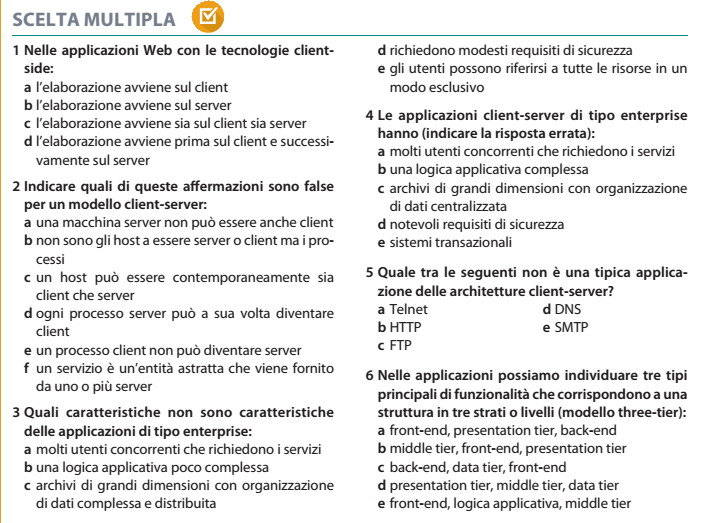 SCELTA MULTIPLA
1 Nelle applicazioni Web con le tecnologie client-
side:
a l'elaborazione avviene sul client
b l'elaborazione avviene sul server
c l'elaborazione avviene sia sul client sia server
d l'elaborazione avviene prima sul client e successi-
vamente sul server
2 Indicare quali di queste affermazioni sono false
per un modello client-server:
a una macchina server non può essere anche client
b non sono gli host a essere server o client ma i pro-
cessi
c un host può essere contemporaneamente sia
client che server
d ogni processo server può a sua volta diventare
client
e un processo client non può diventare server
f un servizio è un'entità astratta che viene fornito
da uno o più server
3 Quali caratteristiche non sono caratteristiche
delle applicazioni di tipo enterprise:
a molti utenti concorrenti che richiedono i servizi
b una logica applicativa poco complessa
c archivi di grandi dimensioni con organizzazione
di dati complessa e distribuita
d richiedono modesti requisiti di sicurezza
e gli utenti possono riferirsi a tutte le risorse in un
modo esclusivo
4 Le applicazioni client-server di tipo enterprise
hanno (indicare la risposta errata):
a molti utenti concorrenti che richiedono i servizi
b una logica applicativa complessa
c archivi di grandi dimensioni con organizzazione
di dati centralizzata
d notevoli requisiti di sicurezza
e sistemi transazionali
5 Quale tra le seguenti non è una tipica applica-
zione delle architetture client-server?
a Telnet
b HTTP
c FTP
d DNS
e SMTP
6 Nelle applicazioni possiamo individuare tre tipi
principali di funzionalità che corrispondono a una
struttura in tre strati o livelli (modello three-tier):
a front-end, presentation tier, back-end
b middle tier, front-end, presentation tier
c back-end, data tier, front-end
d presentation tier, middle tier, data tier
e front-end, logica applicativa, middle tier